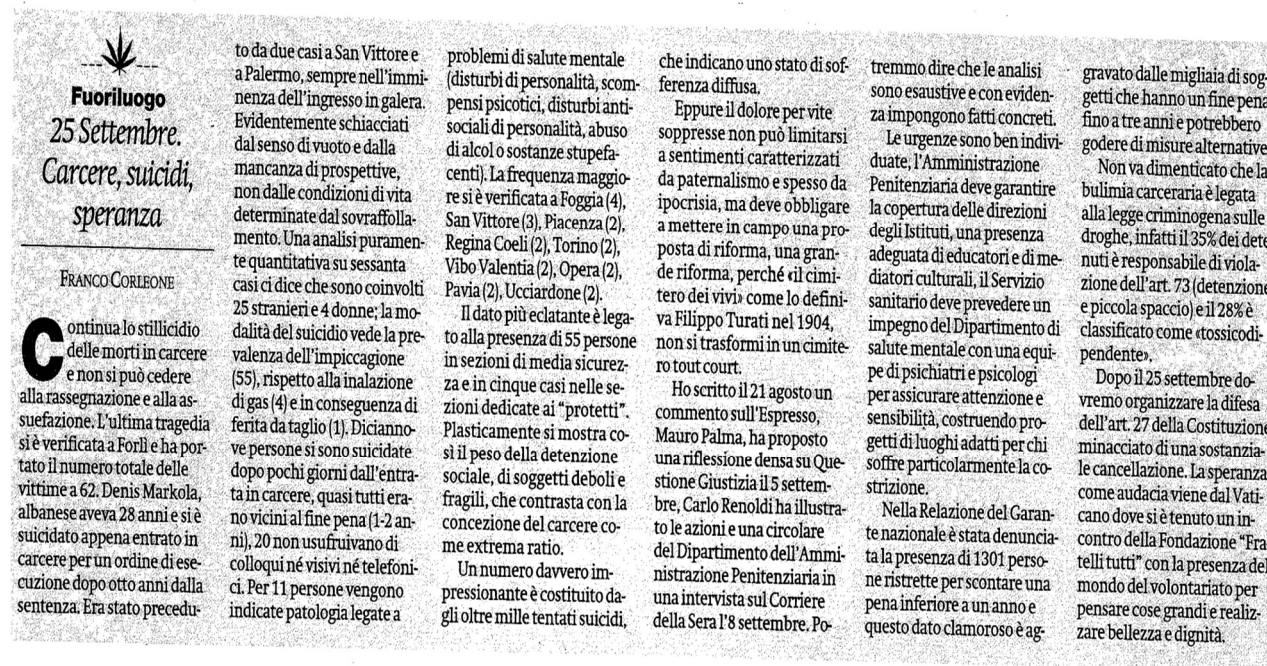 Fuoriluogo
25 Settembre.
Carcere, suicidi,
speranza
FRANCO CORLEONE
Continua lo stillicidio
delle morti in carcere
e non si può cedere
alla rassegnazione e alla as-
suefazione. L'ultima tragedia
si è verificata a Forlì e ha por-
tato il numero totale delle
vittime a 62. Denis Markola,
albanese aveva 28 anni e si è
suicidato appena entrato in
carcere per un ordine di ese-
cuzione dopo otto anni dalla
sentenza. Era stato precedu-
to da due casi a San Vittore e
a Palermo, sempre nell'immi-
nenza dell'ingresso in galera.
Evidentemente schiacciati
dal senso di vuoto e dalla
mancanza di prospettive,
non dalle condizioni di vita
determinate dal sovraffolla-
mento. Una analisi puramen-
te quantitativa su sessanta
casi ci dice che sono coinvolti
25 stranieri e 4 donne; la mo-
dalità del suicidio vede la pre-
valenza dell'impiccagione
(55), rispetto alla inalazione
di gas (4) e in conseguenza di
ferita da taglio (1). Dician­no-
ve persone si sono suicidate
dopo pochi giorni dall'entra-
ta in carcere, quasi tutti era-
no vicini al fine pena (1-2 an-
ni), 20 non usufruivano di
colloqui né visivi né telefoni-
ci. Per 11 persone vengono
indicate patologia legate a
problemi di salute mentale
(disturbi di personalità, scom-
pensi psicotici, disturbi anti-
sociali di personalità, abuso
di alcol o sostanze stupefa-
centi). La frequenza maggio-
re si è verificata a Foggia (4),
San Vittore (3), Piacenza (2),
Regina Coeli (2), Torino (2),
Vibo Valentia (2), Opera (2),
Pavia (2), Ucciardone (2).
Il dato più eclatante è lega-
to alla presenza di 55 persone
in sezioni di media sicurez-
za e in cinque casi nelle se-
zioni dedicate ai "protetti".
Plasticamente si mostra co-
sì il peso della detenzione
sociale, di soggetti deboli e
fragili, che contrasta con la
concezione del carcere co-
me extrema ratio.
Un numero davvero im-
pressionante è costituito da-
gli oltre mille tentati suicidi,
che indicano uno stato di sof-
ferenza diffusa.
Eppure il dolore per vite
soppresse non può limitarsi
a sentimenti caratterizzati
da paternalismo e spesso da
ipocrisia, ma deve obbligare
a mettere in campo una pro-
posta di riforma, una gran-
de riforma, perché «il cimi-
tero dei vivi» come lo defini-
va Filippo Turati nel 1904,
non si trasformi in un cimite-
ro tout court.
Ho scritto il 21 agosto un
commento sull'Espresso,
Mauro Palma, ha proposto
una riflessione densa su Que-
stione Giustizia il 5 settem-
bre, Carlo Renoldi ha illustra-
to le azioni e una circolare
del Dipartimento dell'Ammi-
nistrazione Penitenziaria in
una intervista sul Corriere
della Sera l'8 settembre. Po-
tremmo dire che le analisi
sono esaustive e con eviden-
za impongono fatti concreti.
Le urgenze sono ben indivi-
duate, l'Amministrazione
Penitenziaria deve garantire
la copertura delle direzioni
degli Istituti, una presenza
adeguata di educatori e di me-
diatori culturali, il Servizio
sanitario deve prevedere un
impegno del Dipartimento di
salute mentale con una equi-
pe di psichiatri e psicologi
per assicurare attenzione e
sensibilità, costruendo pro-
getti di luoghi adatti per chi
soffre particolarmente la co-
strizione.
Nella Relazione del Garan-
te nazionale è stata denuncia-
ta la presenza di 1301 perso-
ne ristrette per scontare una
pena inferiore a un anno e
questo dato clamoroso è ag-
gravato dalle migliaia di sog-
getti che hanno un fine pena
fino a tre anni e potrebbero
godere di misure alternative
Non va dimenticato che la
bulimia carceraria è legata
alla legge criminogena sulle
droghe, infatti il 35% dei dete
nuti è responsabile di viola-
zione dell'art. 73 (detenzione
e piccolo spaccio) e il 28% è
classificato come «tossicodi-
pendente».
Dopo il 25 settembre do-
vremo organizzare la difesa
dell'art. 27 della Costituzione
minacciato di una sostanzia-
le cancellazione. La speranza
come audacia viene dal Vati-
cano dove si è tenuto un in-
contro della Fondazione "Fra
telli tutti" con la presenza del
mondo del volontariato per
pensare cose grandi e realiz-
zare bellezza e dignità.